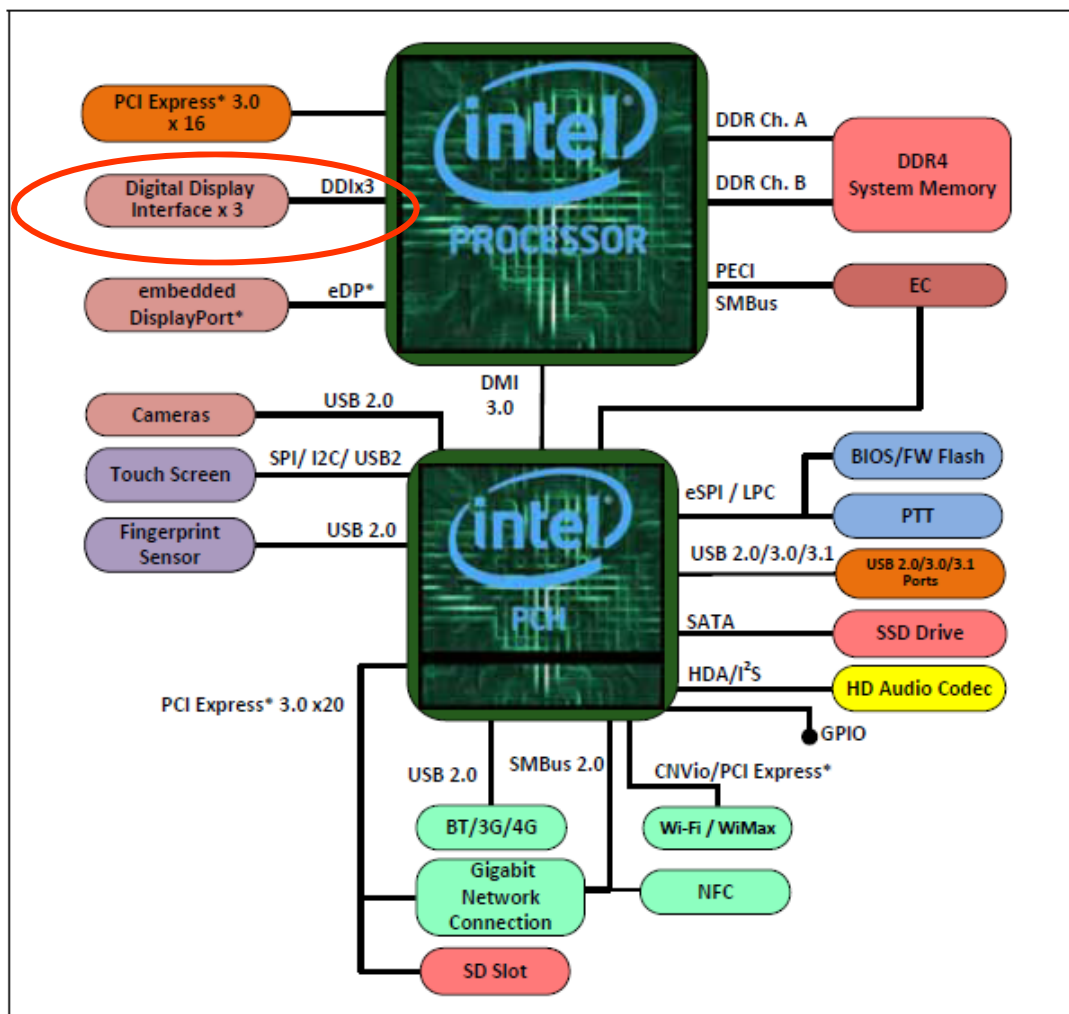 PCI Express* 3.0
x 16
Digital Display
Interface x 3
DDIx3
embedded
DisplayPort*
eDP*
intel®
PROCESSOR
DDR Ch. A
DDR Ch. B
DDR4
System Memory
PECI
SMBus
EC
DMI
3.0
Cameras
USB 2.0
Touch Screen
SPI/ I2C/ USB2
Fingerprint
Sensor
USB 2.0
intel®
PCH
eSPI / LPC
BIOS/FW Flash
PTT
USB 2.0/3.0/3.1
USB 2.0/3.0/3.1
Ports
SATA
SSD Drive
HDA/I²S
HD Audio Codec
GPIO
PCI Express* 3.0 x20
USB 2.0
SMBus 2.0
CNVio/PCI Express*
BT/3G/4G
Wi-Fi / WiMax
Gigabit
Network
Connection
NFC
SD Slot